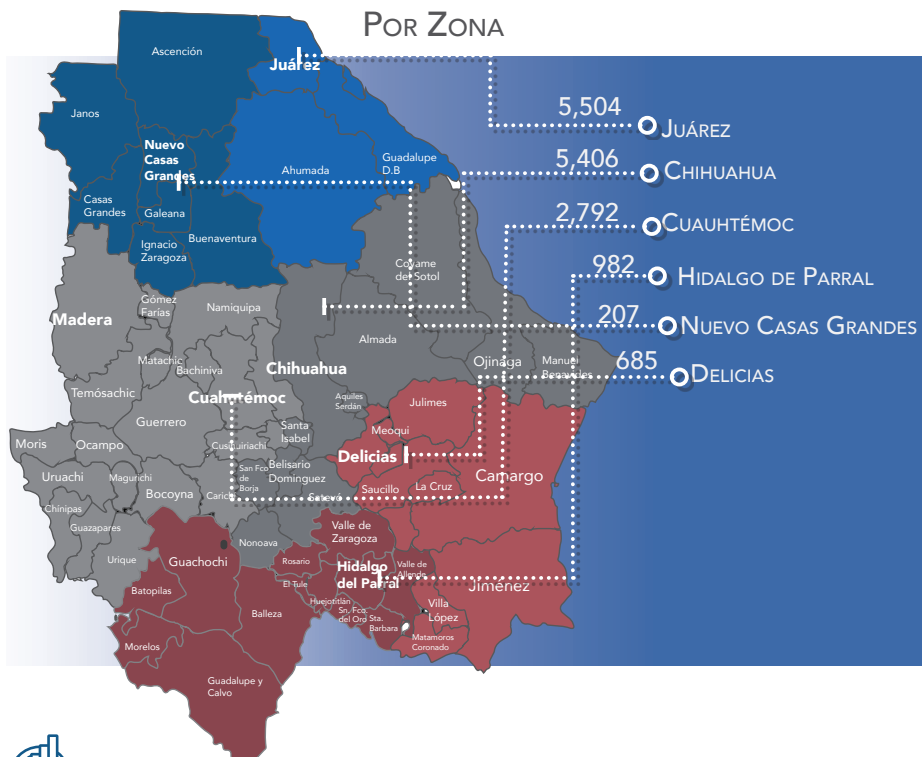 POR ZONA
Ascención
Juárez
Janos
5,504
JUÁREZ
Nuevo
Casas
Grandes
Ahumada
Guadalupe
D.B
5,406
CHIHUAHUA
Casas
Grandes
Galeana
2,792
CUAUHTÉMOC
Buenaventura
Ignacio
Zaragoza
Coyame
del Sotol
982
HIDALGO DE PARRAL
Gómez
Farías
Namiquipa
Madera
207
NUEVO CASAS GRANDES
Almada
Matachic
Bachiniva
Chihuahua
Ojinaga
Manuel
Benavides
685
DELICIAS
Temósachic
Cuahutémoc
Aquiles
Serdán
Julimes
Guerrero
Santa
Isabel
Meoqui
Moris
Ocampo
Cusihuiriachi
Delicias
Uruachi
Magurichi
Bocoyna
Carichi
San Fco
de
Borja
Belisario
Dominguez
Satevó
Saucillo
La Cruz
Camargo
Chínipas
Guazapares
Valle de
Zaragoza
Nonoava
Urique
Guachochi
Rosario
Hidalgo
del Parral
Valle de
Allende
Jiménez
Batopilas
El Tule
Balleza
Huejotitlán
Sn. Fco.
del Oro
Sta.
Barbara
Villa
López
Morelos
Matamoros
Coronado
Guadalupe y
Calvo